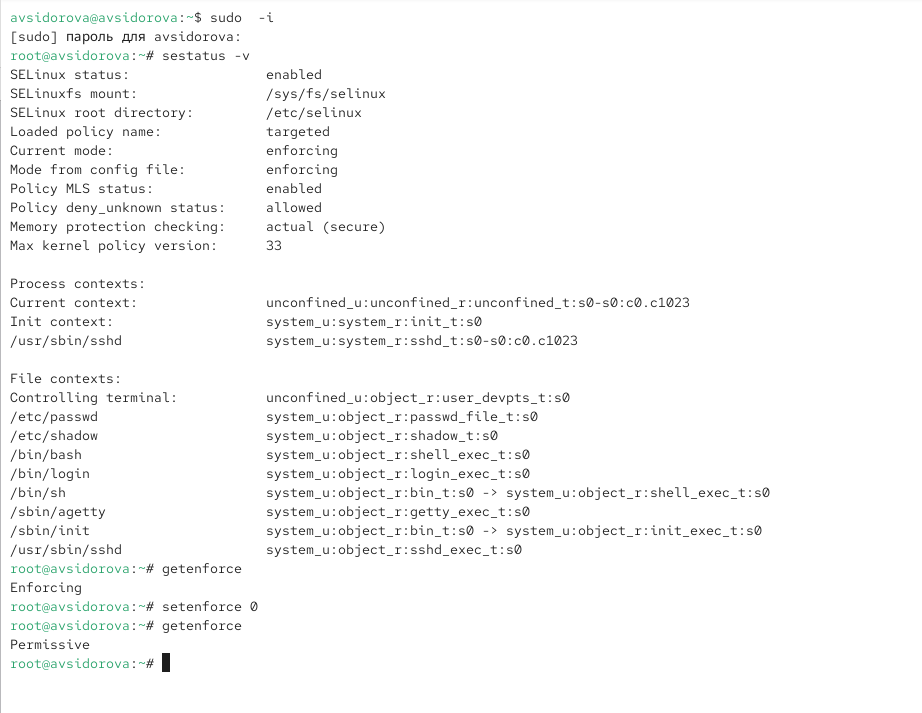 avsidorova@avsidorova:~$ sudo  -i
[sudo] пароль для avsidorova:
root@avsidorova:~# sestatus -v
SELinux status:                 enabled
SELinuxfs mount:                /sys/fs/selinux
SELinux root directory:         /etc/selinux
Loaded policy name:             targeted
Current mode:                   enforcing
Mode from config file:          enforcing
Policy MLS status:              enabled
Policy deny_unknown status:     allowed
Memory protection checking:     actual (secure)
Max kernel policy version:      33

Process contexts:
Current context:                unconfined_u:unconfined_r:unconfined_t:s0-s0:c0.c1023
Init context:                   system_u:system_r:init_t:s0
/usr/sbin/sshd                  system_u:system_r:sshd_t:s0-s0:c0.c1023

File contexts:
Controlling terminal:           unconfined_u:object_r:user_devpts_t:s0
/etc/passwd                     system_u:object_r:passwd_file_t:s0
/etc/shadow                     system_u:object_r:shadow_t:s0
/bin/bash                       system_u:object_r:shell_exec_t:s0
/bin/login                      system_u:object_r:login_exec_t:s0
/bin/sh                         system_u:object_r:bin_t:s0 -> system_u:object_r:shell_exec_t:s0
/sbin/agetty                    system_u:object_r:getty_exec_t:s0
/sbin/init                      system_u:object_r:bin_t:s0 -> system_u:object_r:init_exec_t:s0
/usr/sbin/sshd                  system_u:object_r:sshd_exec_t:s0
root@avsidorova:~# getenforce
Enforcing
root@avsidorova:~# setenforce 0
root@avsidorova:~# getenforce
Permissive
root@avsidorova:~#